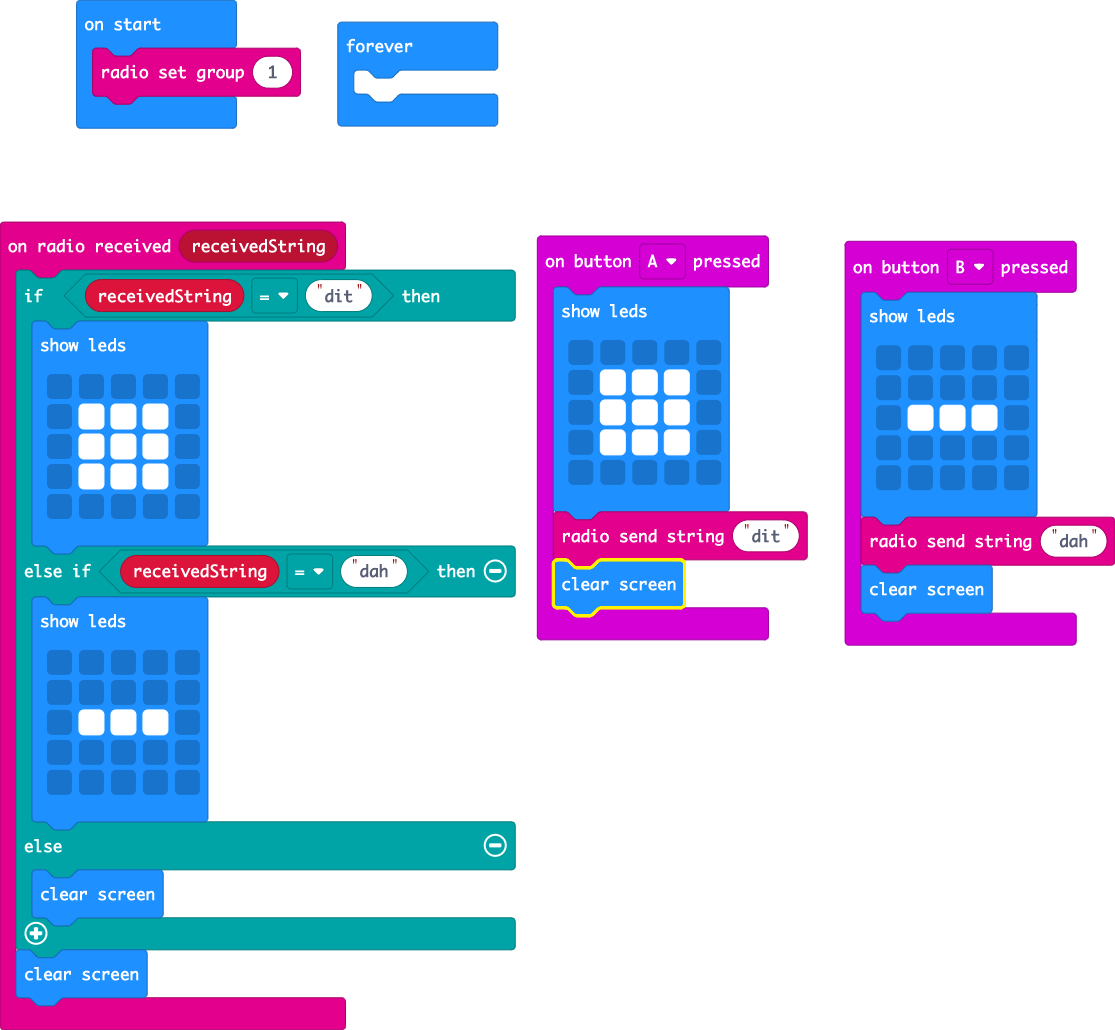 on start
radio set group 1
forever
on radio received receivedString
if receivedString = "dit" then
show leds
else if receivedString = "dah" then
show leds
else
clear screen
clear screen
on button A pressed
show leds
radio send string "dit"
clear screen
on button B pressed
show leds
radio send string "dah"
clear screen